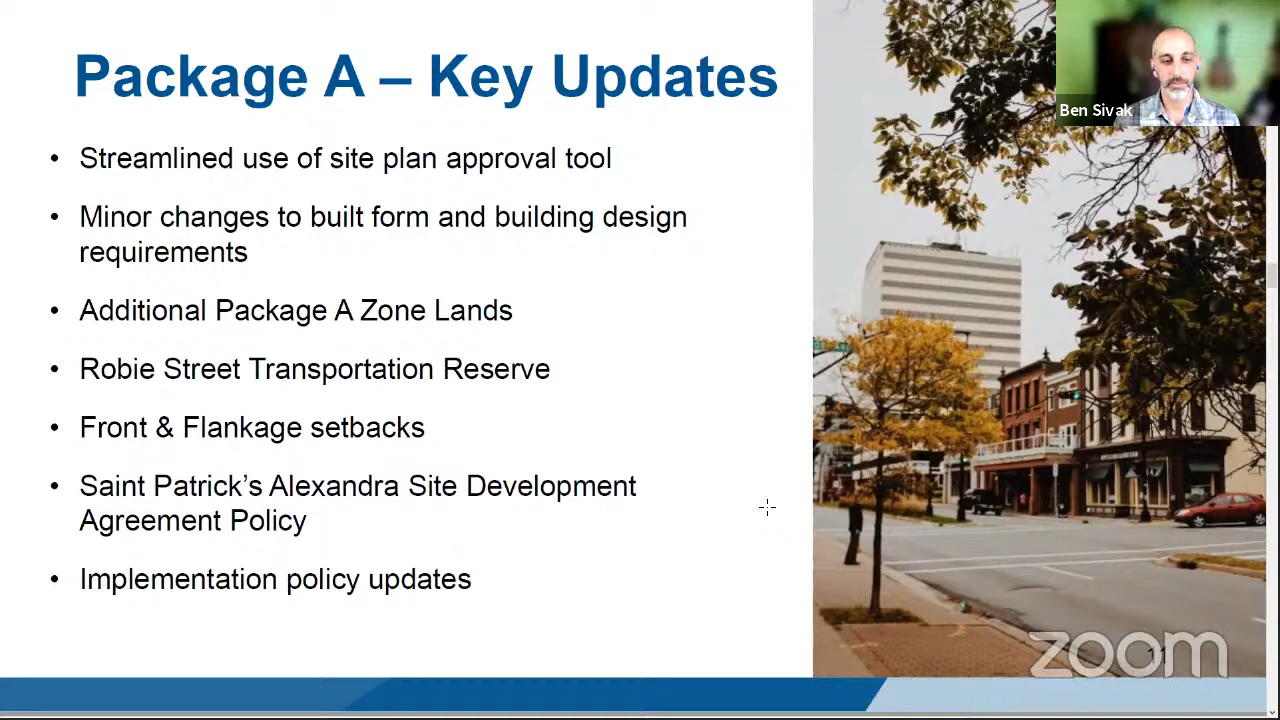 Package A – Key Updates
Ben Sivak
• Streamlined use of site plan approval tool
• Minor changes to built form and building design
requirements
• Additional Package A Zone Lands
• Robie Street Transportation Reserve
• Front & Flankage setbacks
• Saint Patrick’s Alexandra Site Development
Agreement Policy
• Implementation policy updates
zoom